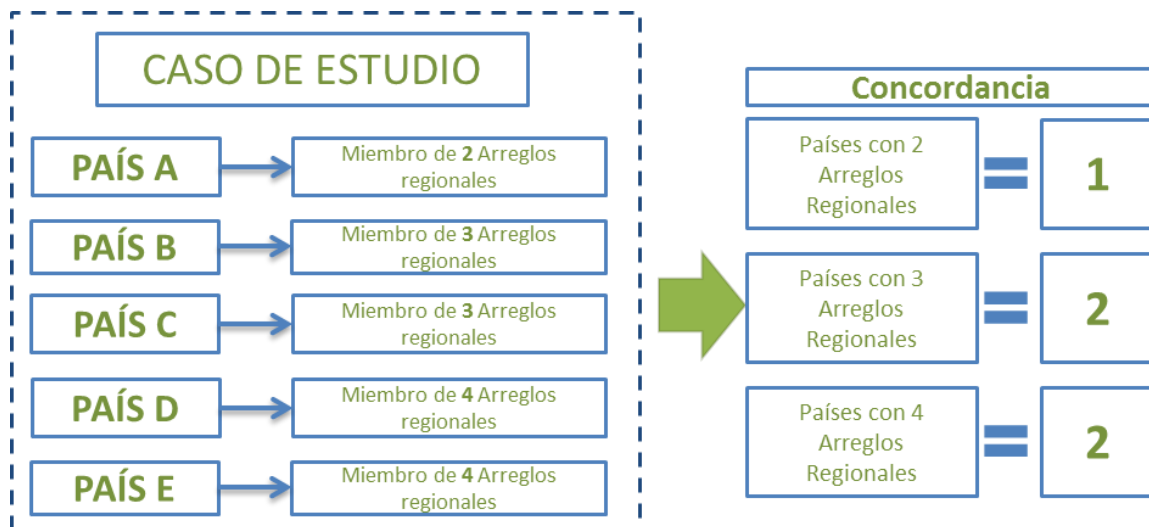 CASO DE ESTUDIO
PAÍS A
Miembro de 2 Arreglos
regionales
PAÍS B
Miembro de 3 Arreglos
regionales
PAÍS C
Miembro de 3 Arreglos
regionales
PAÍS D
Miembro de 4 Arreglos
regionales
PAÍS E
Miembro de 4 Arreglos
regionales
Concordancia
Países con 2
Arreglos
Regionales
=
1
Países con 3
Arreglos
Regionales
=
2
Países con 4
Arreglos
Regionales
=
2